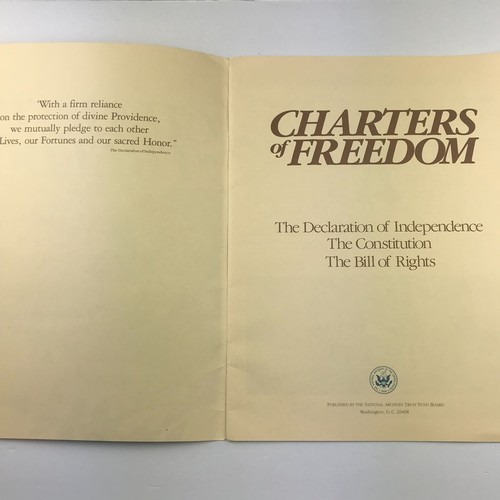 "With a firm reliance
on the protection of divine Providence,
we mutually pledge to each other
Lives, our Fortunes and our sacred Honor."
The Declaration of Independence
CHARTERS
of FREEDOM
The Declaration of Independence
The Constitution
The Bill of Rights
PUBLISHED BY THE NATIONAL ARCHIVES TRUST FUND BOARD
Washington, D.C. 20408